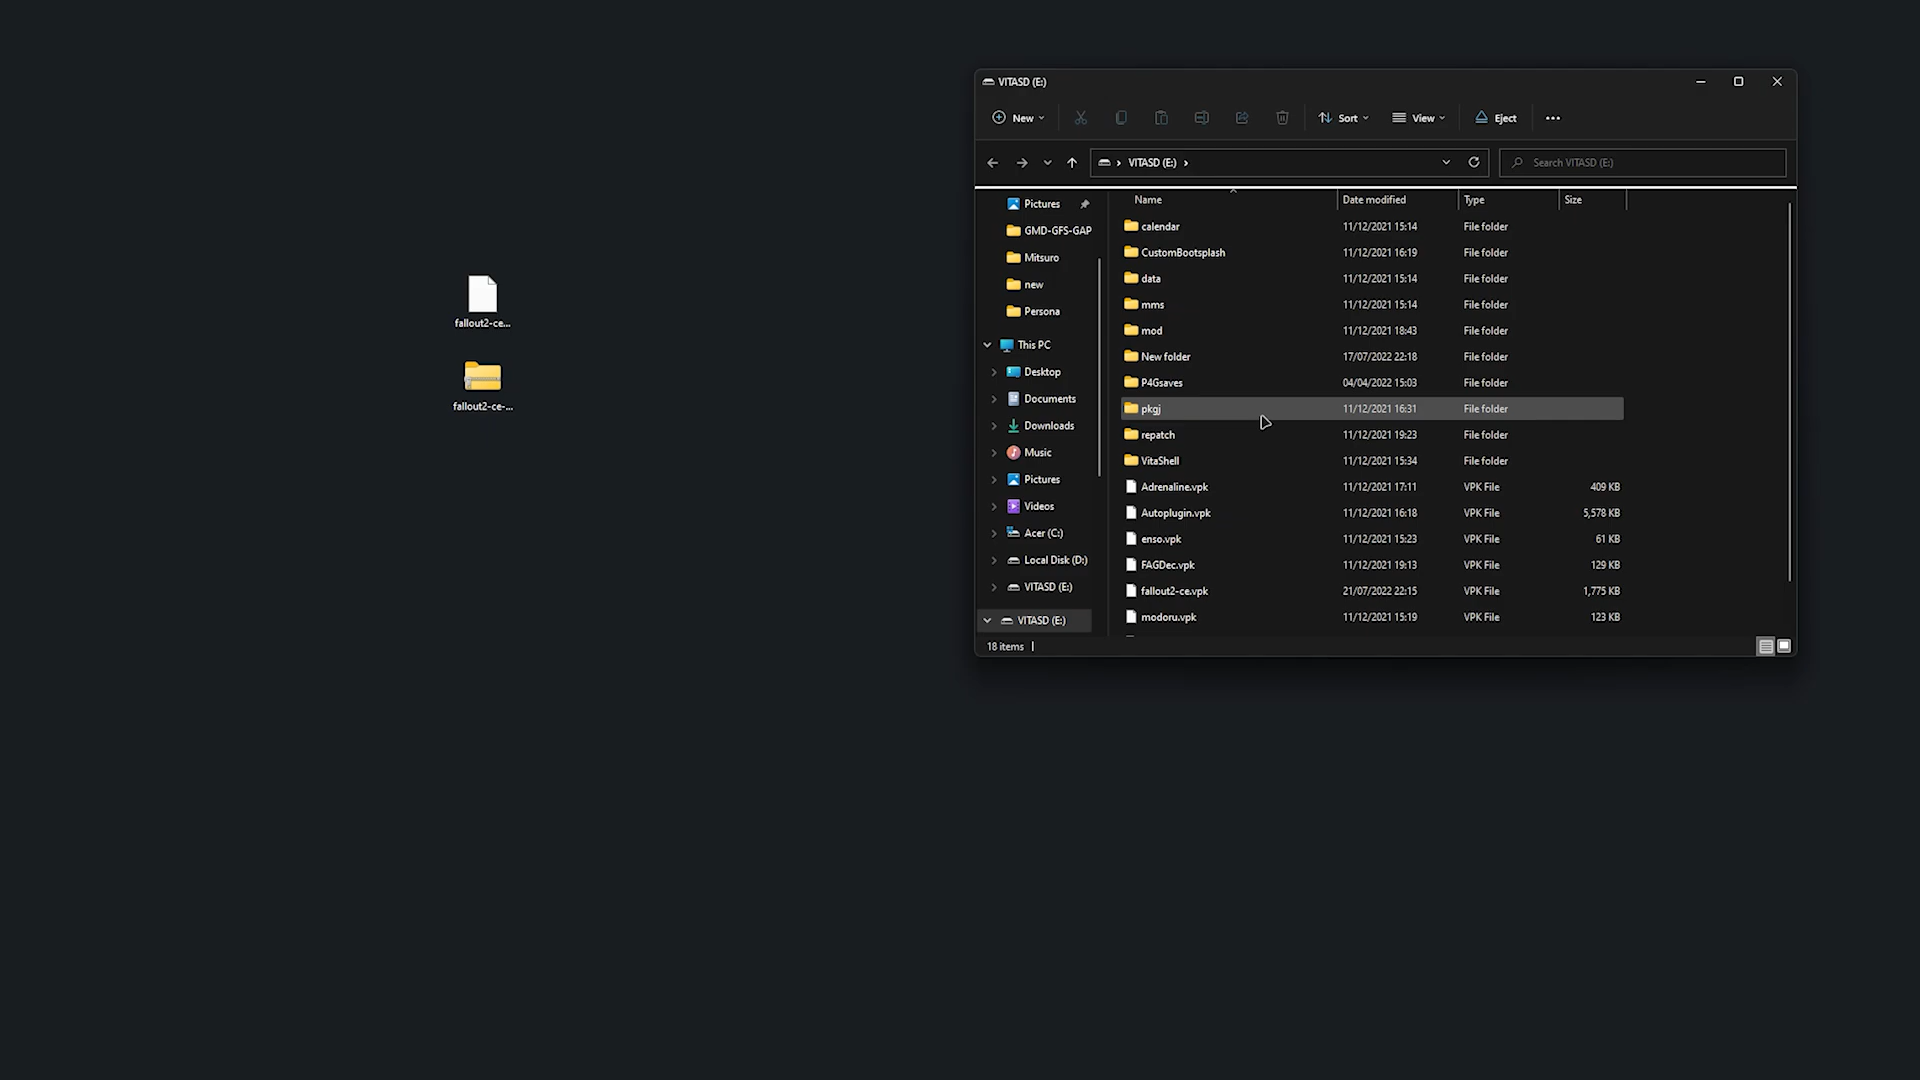 fallout2-ce...
fallout2-ce-...
VITASD (E:)
New
Sort
View
Eject
VITASD (E:)
Search VITASD (E:)
Pictures
GMD-GFS-GAP
Mitsuro
new
Persona
This PC
Desktop
Documents
Downloads
Music
Pictures
Videos
Acer (C:)
Local Disk (D:)
VITASD (E:)
VITASD (E:)
Name Date modified Type Size
calendar 11/12/2021 15:14 File folder
CustomBootsplash 11/12/2021 16:19 File folder
data 11/12/2021 15:14 File folder
mms 11/12/2021 15:14 File folder
mod 11/12/2021 18:43 File folder
New folder 17/07/2022 22:18 File folder
P4Gsaves 04/04/2022 15:03 File folder
pkgj 11/12/2021 16:31 File folder
repatch 11/12/2021 19:23 File folder
VitaShell 11/12/2021 15:34 File folder
Adrenaline.vpk 11/12/2021 17:11 VPK File 409 KB
Autoplugin.vpk 11/12/2021 16:18 VPK File 5,578 KB
enso.vpk 11/12/2021 15:23 VPK File 61 KB
FAGDec.vpk 11/12/2021 19:13 VPK File 129 KB
fallout2-ce.vpk 21/07/2022 22:15 VPK File 1,775 KB
modoru.vpk 11/12/2021 15:19 VPK File 123 KB
18 items